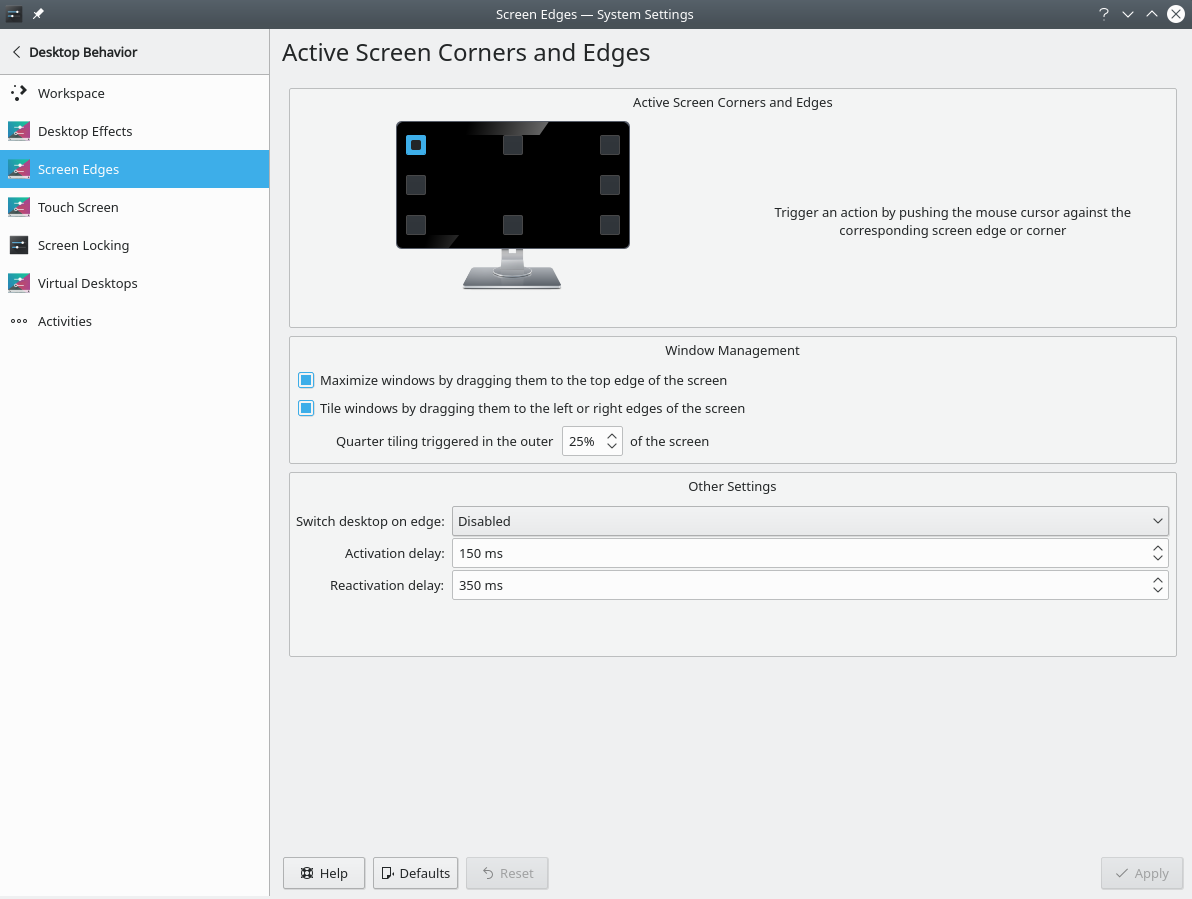 Screen Edges — System Settings
Desktop Behavior
Workspace
Desktop Effects
Screen Edges
Touch Screen
Screen Locking
Virtual Desktops
Activities
Active Screen Corners and Edges
Active Screen Corners and Edges
Trigger an action by pushing the mouse cursor against the
corresponding screen edge or corner
Window Management
Maximize windows by dragging them to the top edge of the screen
Tile windows by dragging them to the left or right edges of the screen
Quarter tiling triggered in the outer 25% of the screen
Other Settings
Switch desktop on edge: Disabled
Activation delay: 150 ms
Reactivation delay: 350 ms
Help Defaults Reset Apply